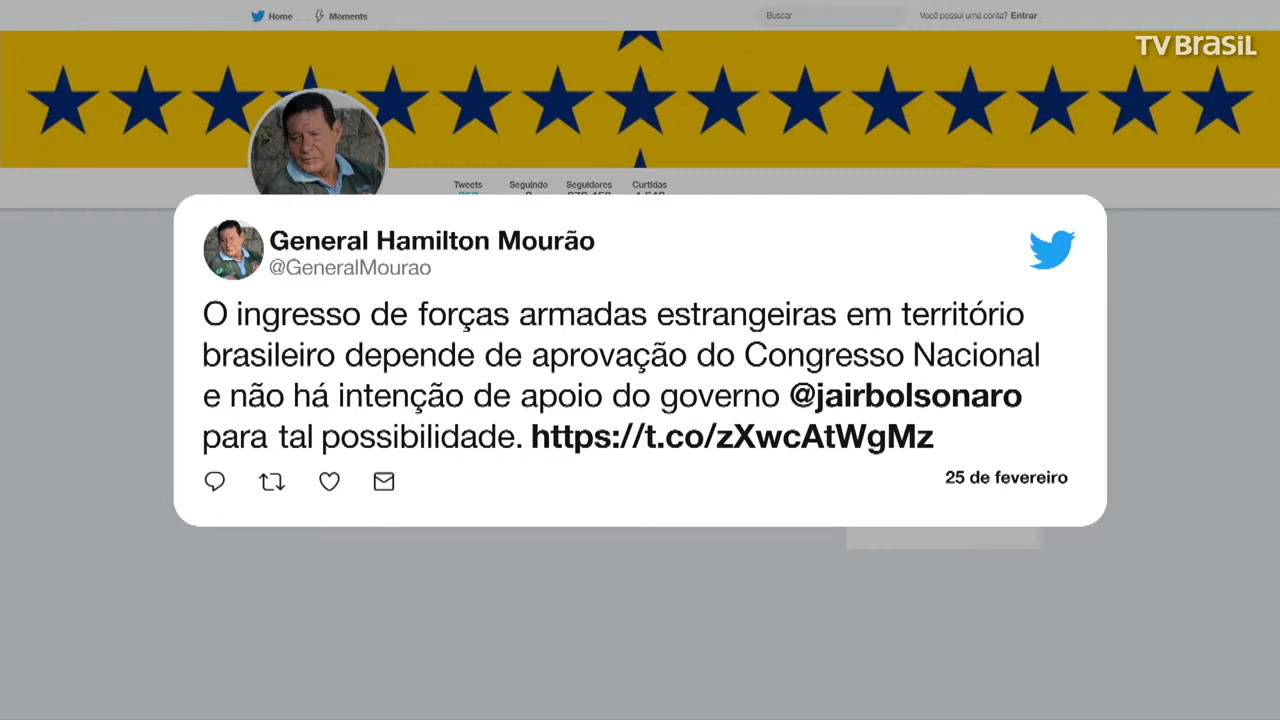 Home Moments Buscar Você possui uma conta? Entrar
TV BRASIL
Tweets Seguindo Seguidores Curtidas
General Hamilton Mourão
@GeneralMourao
O ingresso de forças armadas estrangeiras em território
brasileiro depende de aprovação do Congresso Nacional
e não há intenção de apoio do governo @jairbolsonaro
para tal possibilidade. https://t.co/zXwcAtWgMz
25 de fevereiro